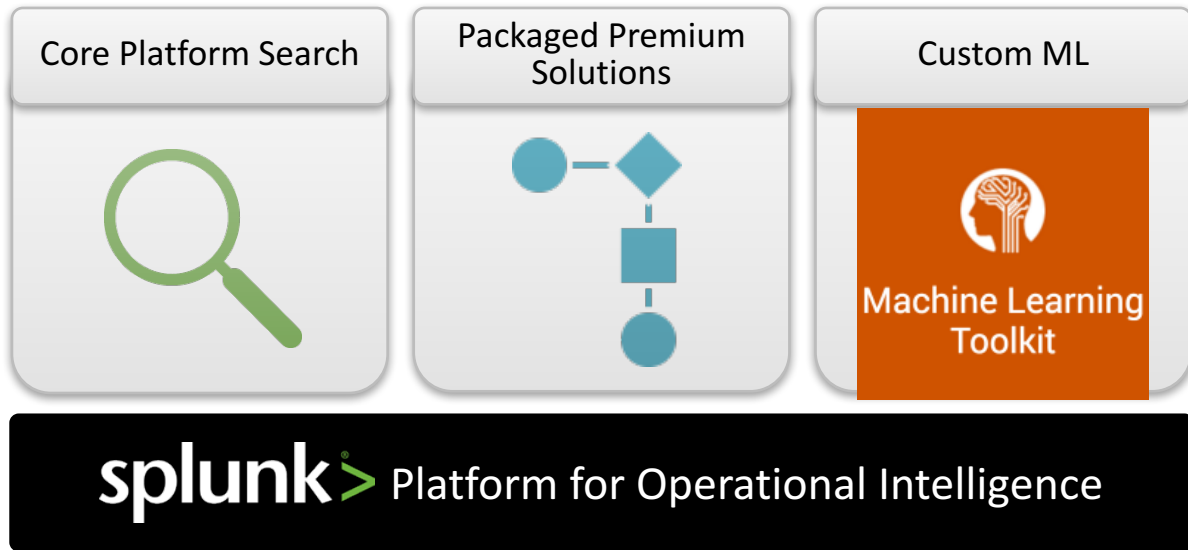 Core Platform Search
Packaged Premium
Solutions
Custom ML
Machine Learning
Toolkit
splunk>® Platform for Operational Intelligence